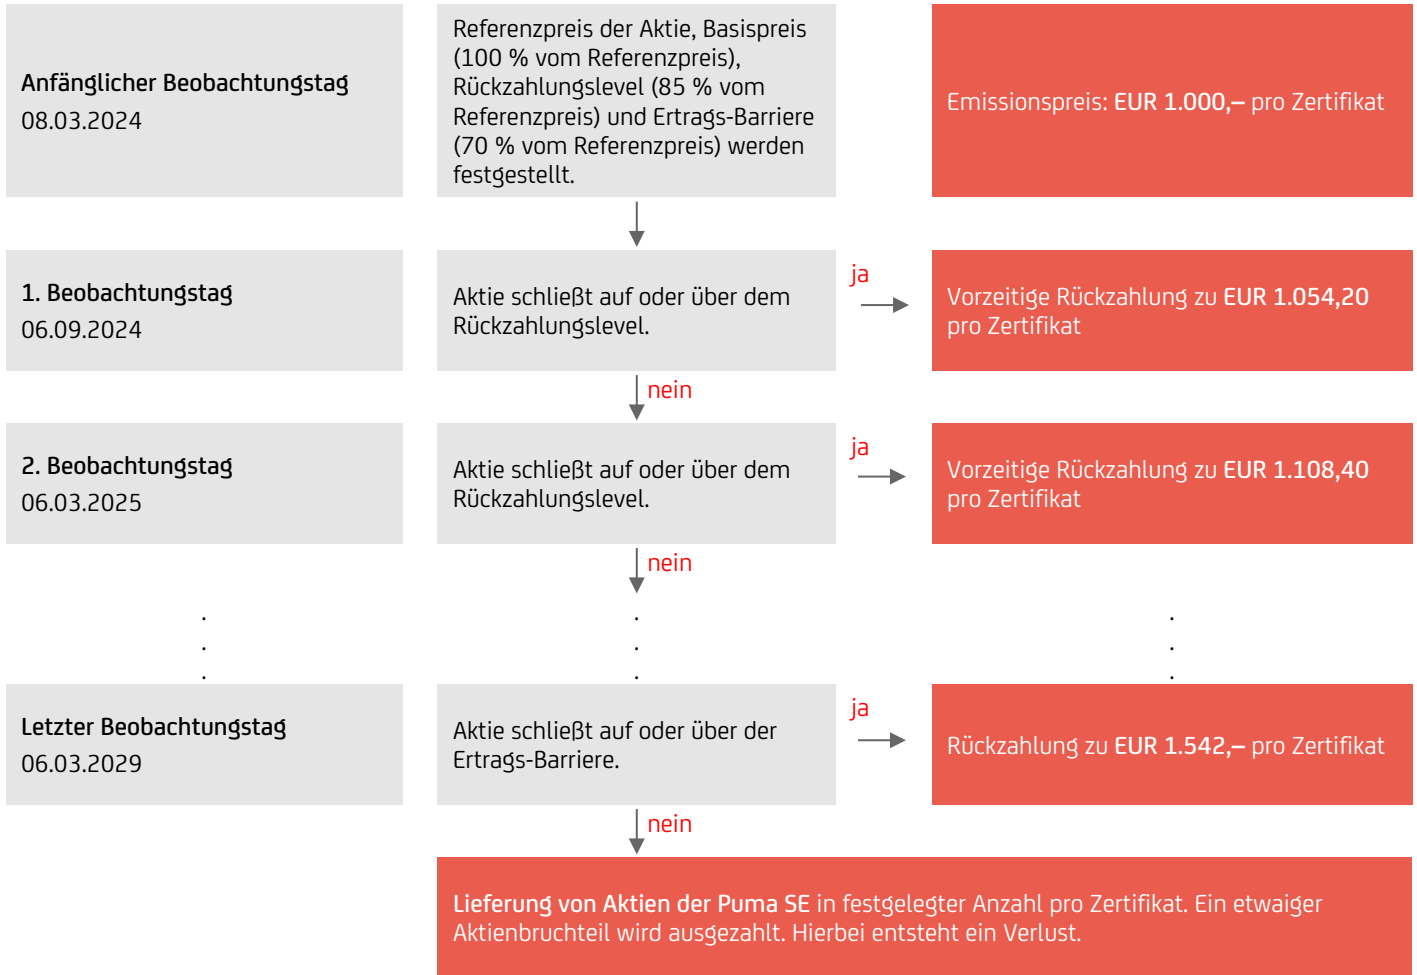 Anfänglicher Beobachtungstag
08.03.2024
Referenzpreis der Aktie, Basispreis
(100 % vom Referenzpreis),
Rückzahlungslevel (85 % vom
Referenzpreis) und Ertrags-Barriere
(70 % vom Referenzpreis) werden
festgestellt.
Emissionspreis: EUR 1.000,– pro Zertifikat
1. Beobachtungstag
06.09.2024
Aktie schließt auf oder über dem
Rückzahlungslevel.
ja
Vorzeitige Rückzahlung zu EUR 1.054,20
pro Zertifikat
nein
2. Beobachtungstag
06.03.2025
Aktie schließt auf oder über dem
Rückzahlungslevel.
ja
Vorzeitige Rückzahlung zu EUR 1.108,40
pro Zertifikat
nein
Letzter Beobachtungstag
06.03.2029
Aktie schließt auf oder über der
Ertrags-Barriere.
ja
Rückzahlung zu EUR 1.542,– pro Zertifikat
nein
Lieferung von Aktien der Puma SE in festgelegter Anzahl pro Zertifikat. Ein etwaiger
Aktienbruchteil wird ausgezahlt. Hierbei entsteht ein Verlust.